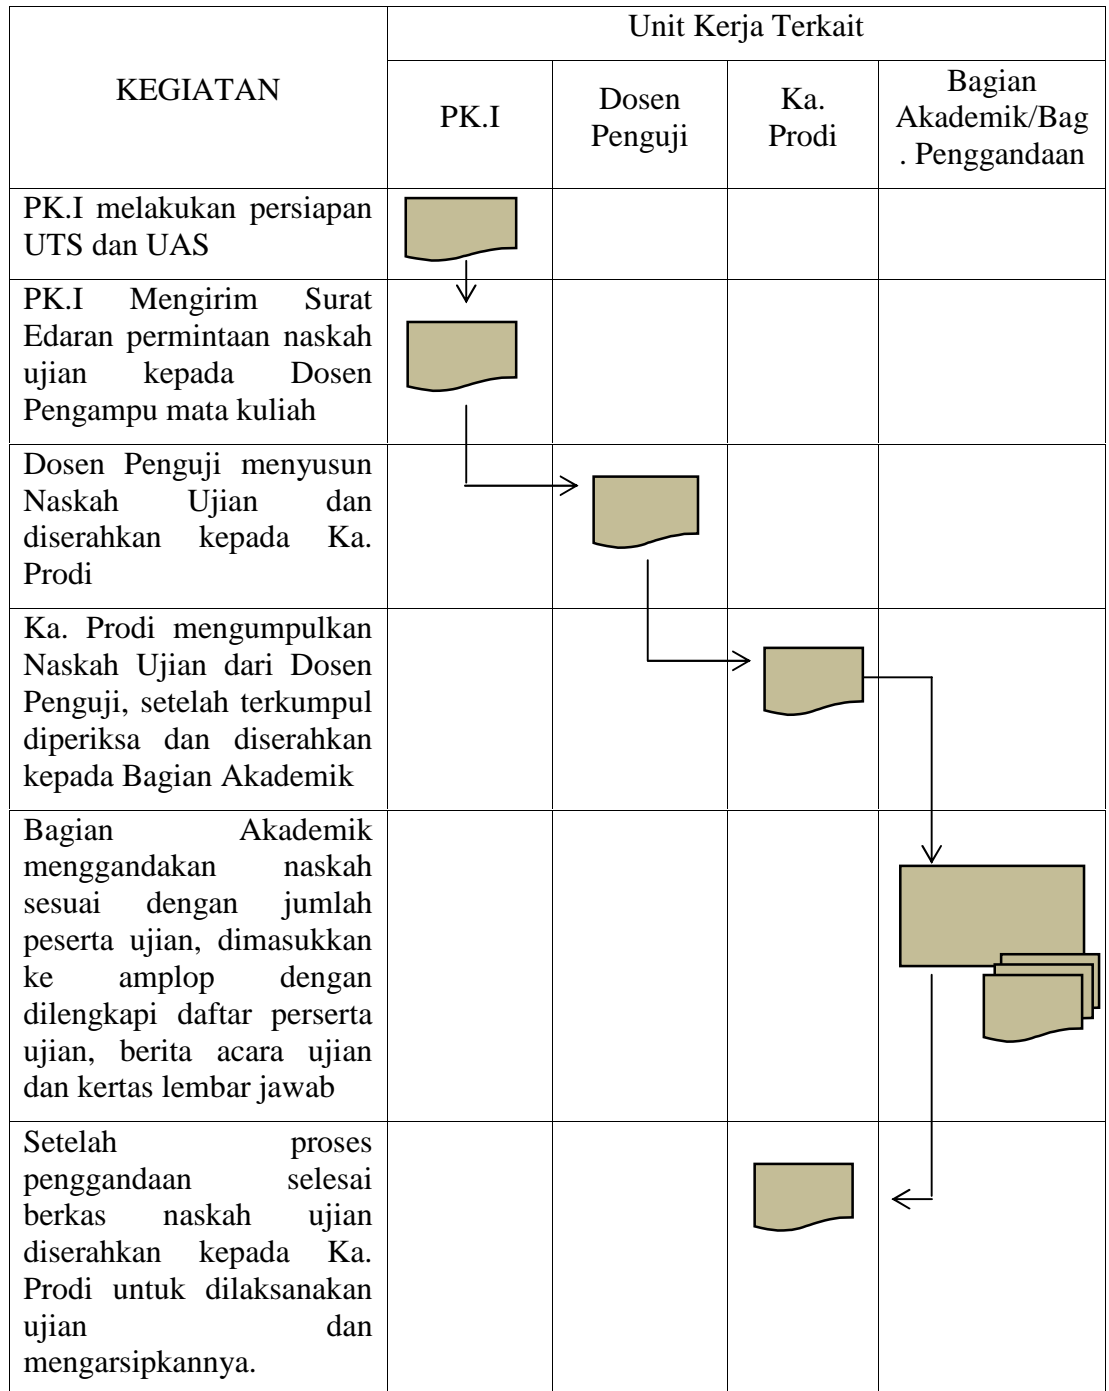 Unit Kerja Terkait
KEGIATAN
PK.I
Dosen
Penguji
Ka.
Prodi
Bagian
Akademik/Bag
. Penggandaan
PK.I melakukan persiapan
UTS dan UAS
PK.I Mengirim Surat
Edaran permintaan naskah
ujian kepada Dosen
Pengampu mata kuliah
Dosen Penguji menyusun
Naskah Ujian dan
diserahkan kepada Ka.
Prodi
Ka. Prodi mengumpulkan
Naskah Ujian dari Dosen
Penguji, setelah terkumpul
diperiksa dan diserahkan
kepada Bagian Akademik
Bagian Akademik
menggandakan naskah
sesuai dengan jumlah
peserta ujian, dimasukkan
ke amplop dengan
dilengkapi daftar perserta
ujian, berita acara ujian
dan kertas lembar jawab
Setelah proses
penggandaan selesai
berkas naskah ujian
diserahkan kepada Ka.
Prodi untuk dilaksanakan
ujian dan
mengarsipkannya.